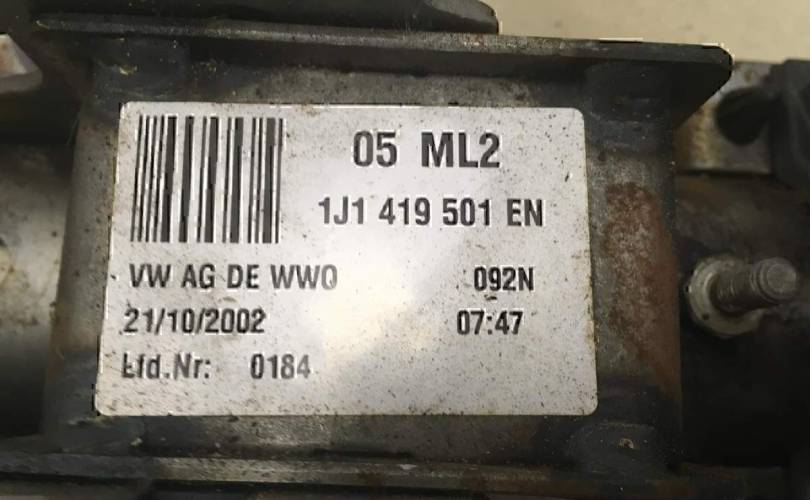 05 ML2
1J1 419 501 EN
VW AG DE WWO 092N
21/10/2002 07:47
Lfd.Nr: 0184